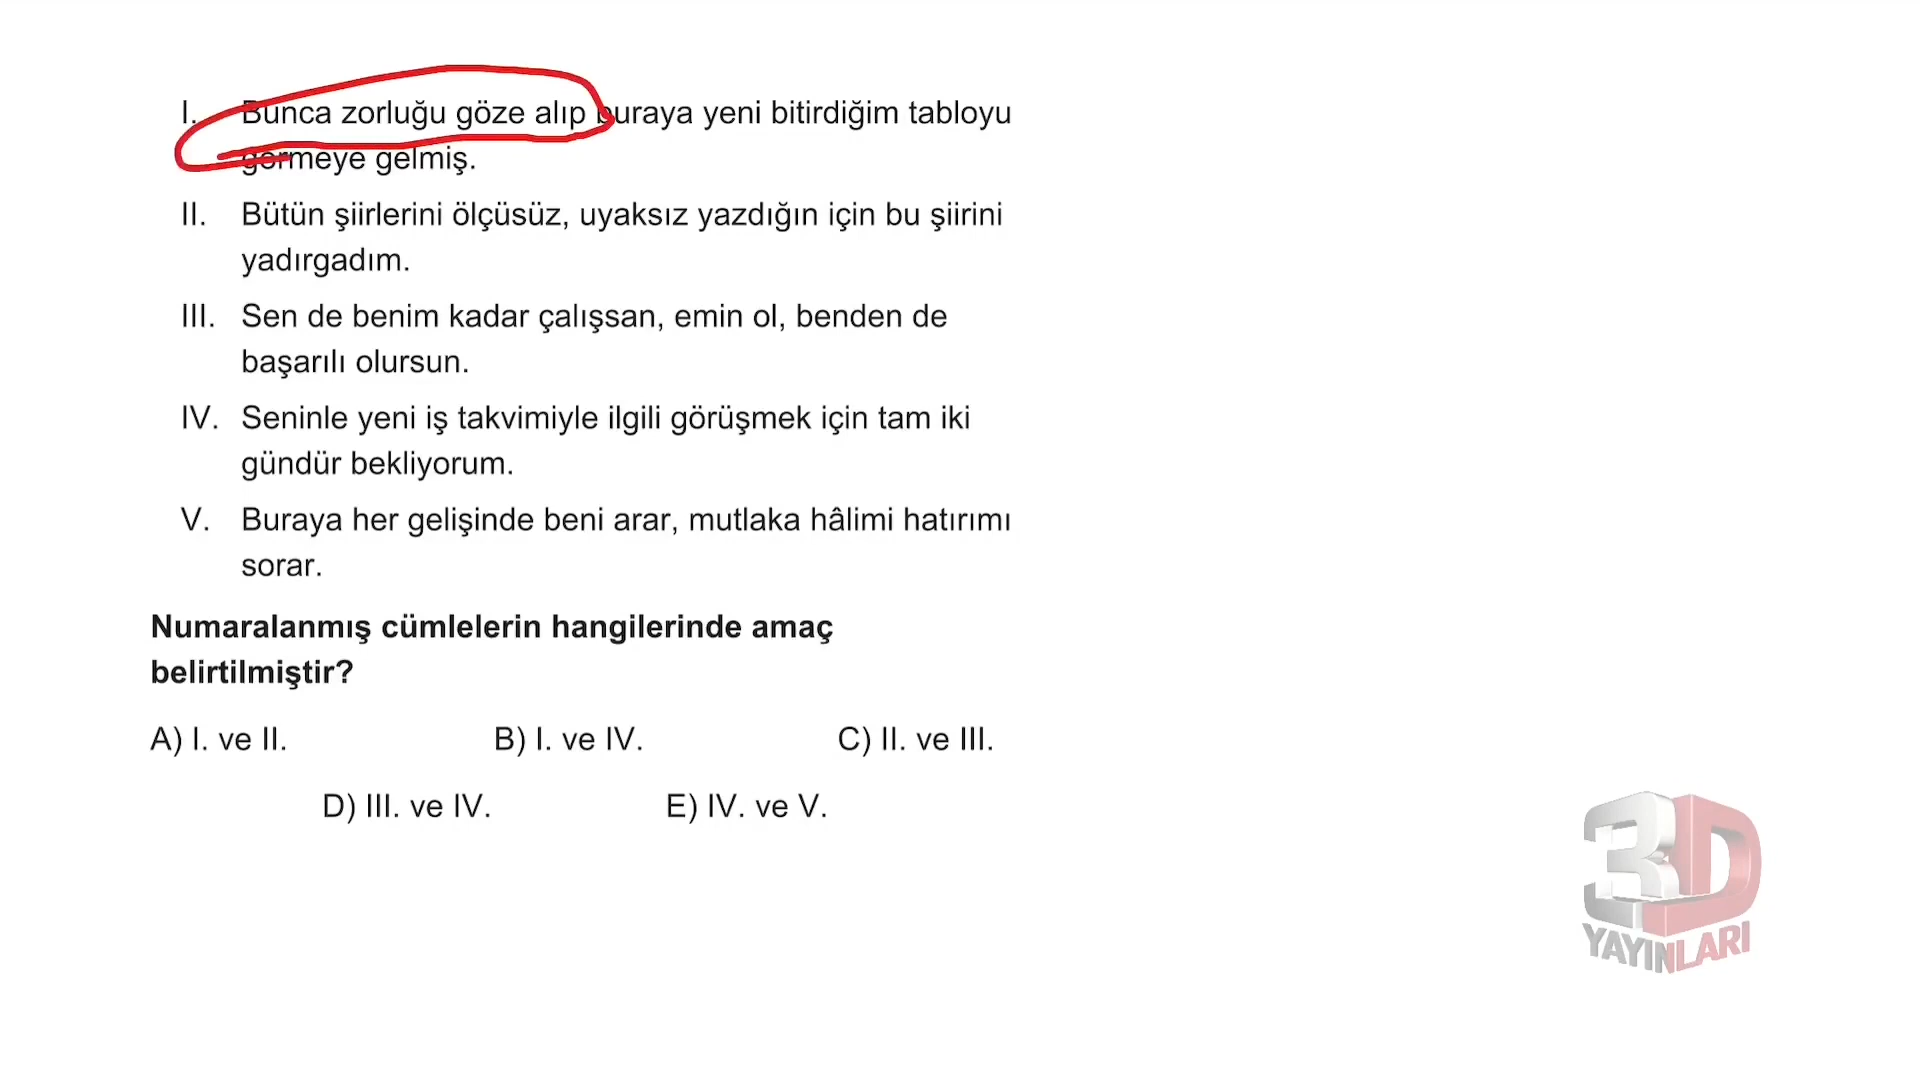 I. Bunca zorluğu göze alıp buraya yeni bitirdiğim tabloyu
görmeye gelmiş.
II. Bütün şiirlerini ölçüsüz, uyaksız yazdığın için bu şiirini
yadırgadım.
III. Sen de benim kadar çalışsan, emin ol, benden de
başarılı olursun.
IV. Seninle yeni iş takvimiyle ilgili görüşmek için tam iki
gündür bekliyorum.
V. Buraya her gelişinde beni arar, mutlaka hâlimi hatırımı
sorar.
Numaralanmış cümlelerin hangilerinde amaç
belirtilmiştir?
A) I. ve II. B) I. ve IV. C) II. ve III.
D) III. ve IV. E) IV. ve V.
3D
YAYINLARI